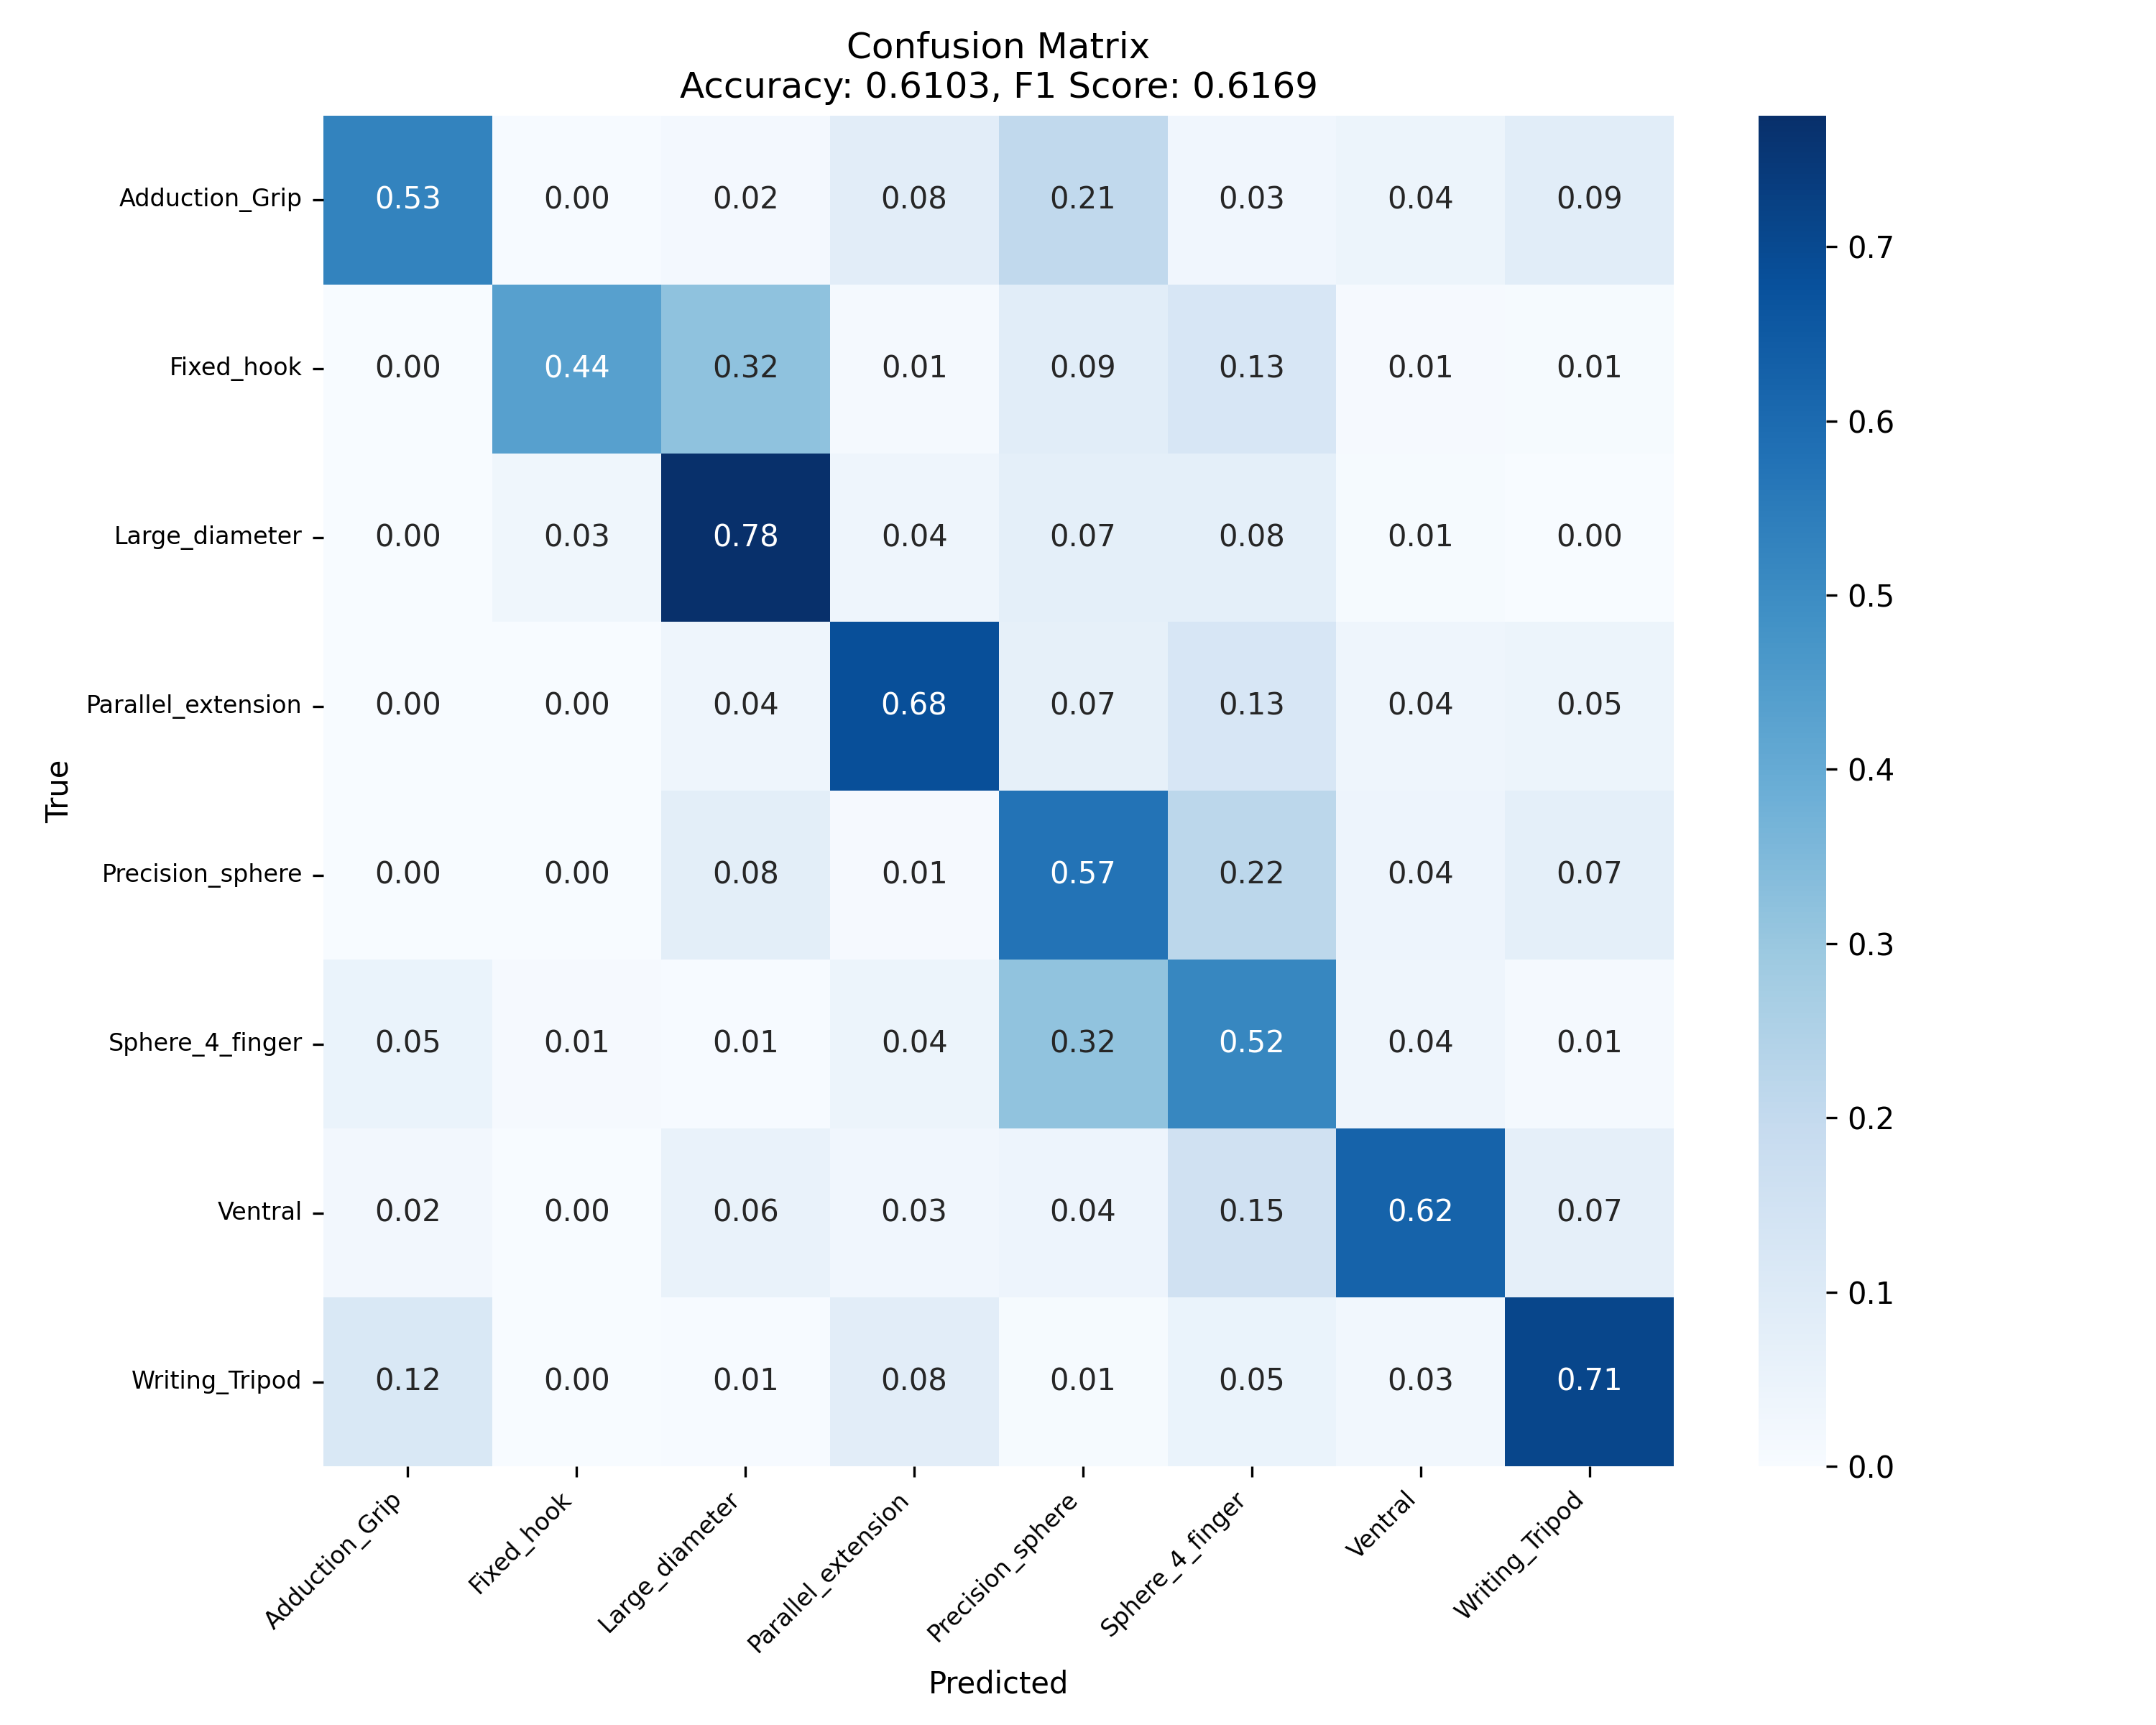 Confusion Matrix
Accuracy: 0.6103, F1 Score: 0.6169
Adduction_Grip 0.53 0.00 0.02 0.08 0.21 0.03 0.04 0.09
Fixed_hook 0.00 0.44 0.32 0.01 0.09 0.13 0.01 0.01
Large_diameter 0.00 0.03 0.78 0.04 0.07 0.08 0.01 0.00
Parallel_extension 0.00 0.00 0.04 0.68 0.07 0.13 0.04 0.05
Precision_sphere 0.00 0.00 0.08 0.01 0.57 0.22 0.04 0.07
Sphere_4_finger 0.05 0.01 0.01 0.04 0.32 0.52 0.04 0.01
Ventral 0.02 0.00 0.06 0.03 0.04 0.15 0.62 0.07
Writing_Tripod 0.12 0.00 0.01 0.08 0.01 0.05 0.03 0.71
True
Adduction_Grip
Fixed_hook
Large_diameter
Parallel_extension
Precision_sphere
Sphere_4_finger
Ventral
Writing_Tripod
Predicted
0.7
0.6
0.5
0.4
0.3
0.2
0.1
0.0